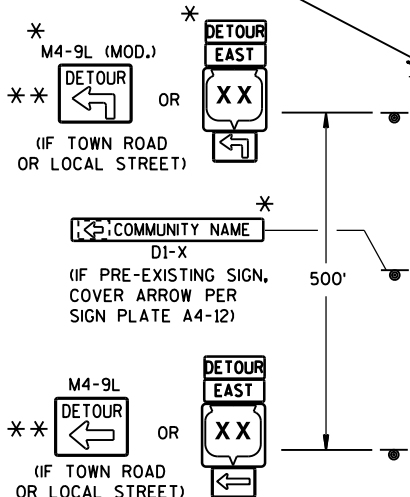 *
*
M4-9L (MOD.)
DETOUR
EAST
**
DETOUR
OR
XX
(IF TOWN ROAD
OR LOCAL STREET)
*
COMMUNITY NAME
D1-X
(IF PRE-EXISTING SIGN,
COVER ARROW PER
SIGN PLATE A4-12)
500'
DETOUR
EAST
M4-9L
**
DETOUR
OR
XX
(IF TOWN ROAD
OR LOCAL STREET)